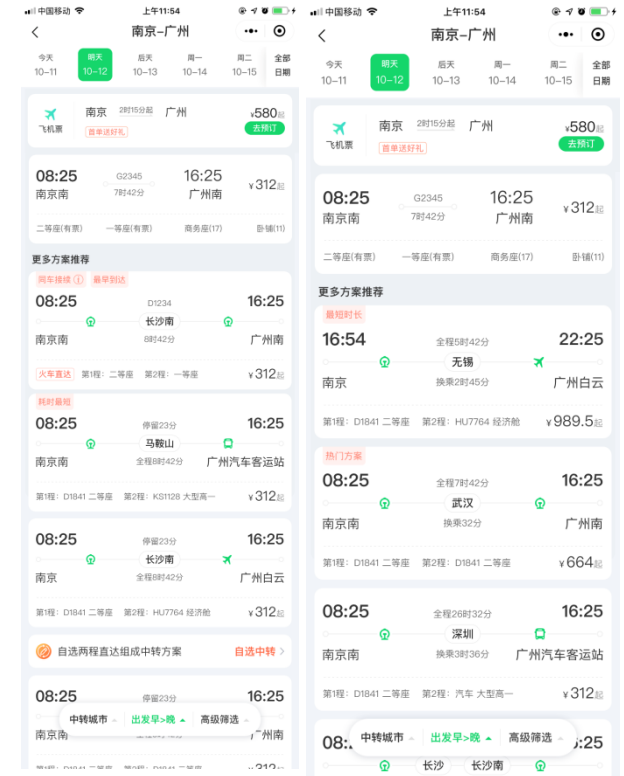 中国移动 上午11:54
南京–广州
今天 明天 后天 周一 周二 全部
10-11 10-12 10-13 10-14 10-15 日期
南京 2时15分起 广州 ¥580起
飞机票 首单送好礼 去预订
08:25 G2345 16:25 ¥312起
南京南 7时42分 广州南
二等座(有票) 一等座(有票) 商务座(17) 卧铺(11)
更多方案推荐
同车接续 最早到达
08:25 D1234 16:25
长沙南
南京南 8时42分 广州南
火车直达 第1程：二等座 第2程：一等座 ¥312起
耗时最短
08:25 停留23分 16:25
马鞍山
南京南 全程8时42分 广州汽车客运站
第1程：D1841 二等座 第2程：KS1128 大型高一 ¥312起
08:25 停留23分 16:25
长沙南
南京 全程8时42分 广州白云
第1程：D1841 二等座 第2程：HU7764 经济舱 ¥312起
自选两程直达组成中转方案 自选中转 >
08:25 停留23分 16:25
中转城市 出发早>晚 高级筛选
南京南 广州南
中国移动 上午11:54
南京–广州
今天 明天 后天 周一 周二 全部
10-11 10-12 10-13 10-14 10-15 日期
南京 2时15分起 广州 ¥580起
飞机票 首单送好礼 去预订
08:25 G2345 16:25 ¥312起
南京南 7时42分 广州南
二等座(有票) 一等座(有票) 商务座(17) 卧铺(11)
更多方案推荐
最短时长
16:54 全程5时42分 22:25
无锡
南京 换乘2时45分 广州白云
第1程：D1841 二等座 第2程：HU7764 经济舱 ¥989.5起
热门方案
08:25 全程7时42分 16:25
武汉
南京南 换乘32分 广州南
第1程：D1841 二等座 第2程：D1841 二等座 ¥664起
08:25 全程26时32分 16:25
深圳
南京南 换乘3时36分 广州汽车客运站
第1程：D1841 二等座 第2程：汽车 大型高一 ¥312起
中转城市 出发早>晚 高级筛选
长沙 长沙南